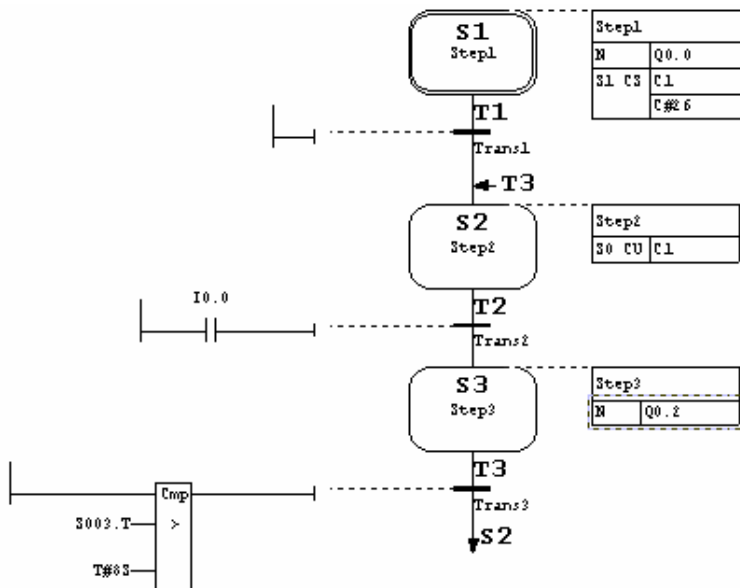 S1
Step1
Step1
N Q0.0
S1 CS C1
C#26
T1
Trans1
T3
S2
Step2
Step2
S0 CU C1
I0.0
T2
Trans2
S3
Step3
Step3
N Q0.2
T3
Trans3
Cmp
S003.T
>
T#8S
S2